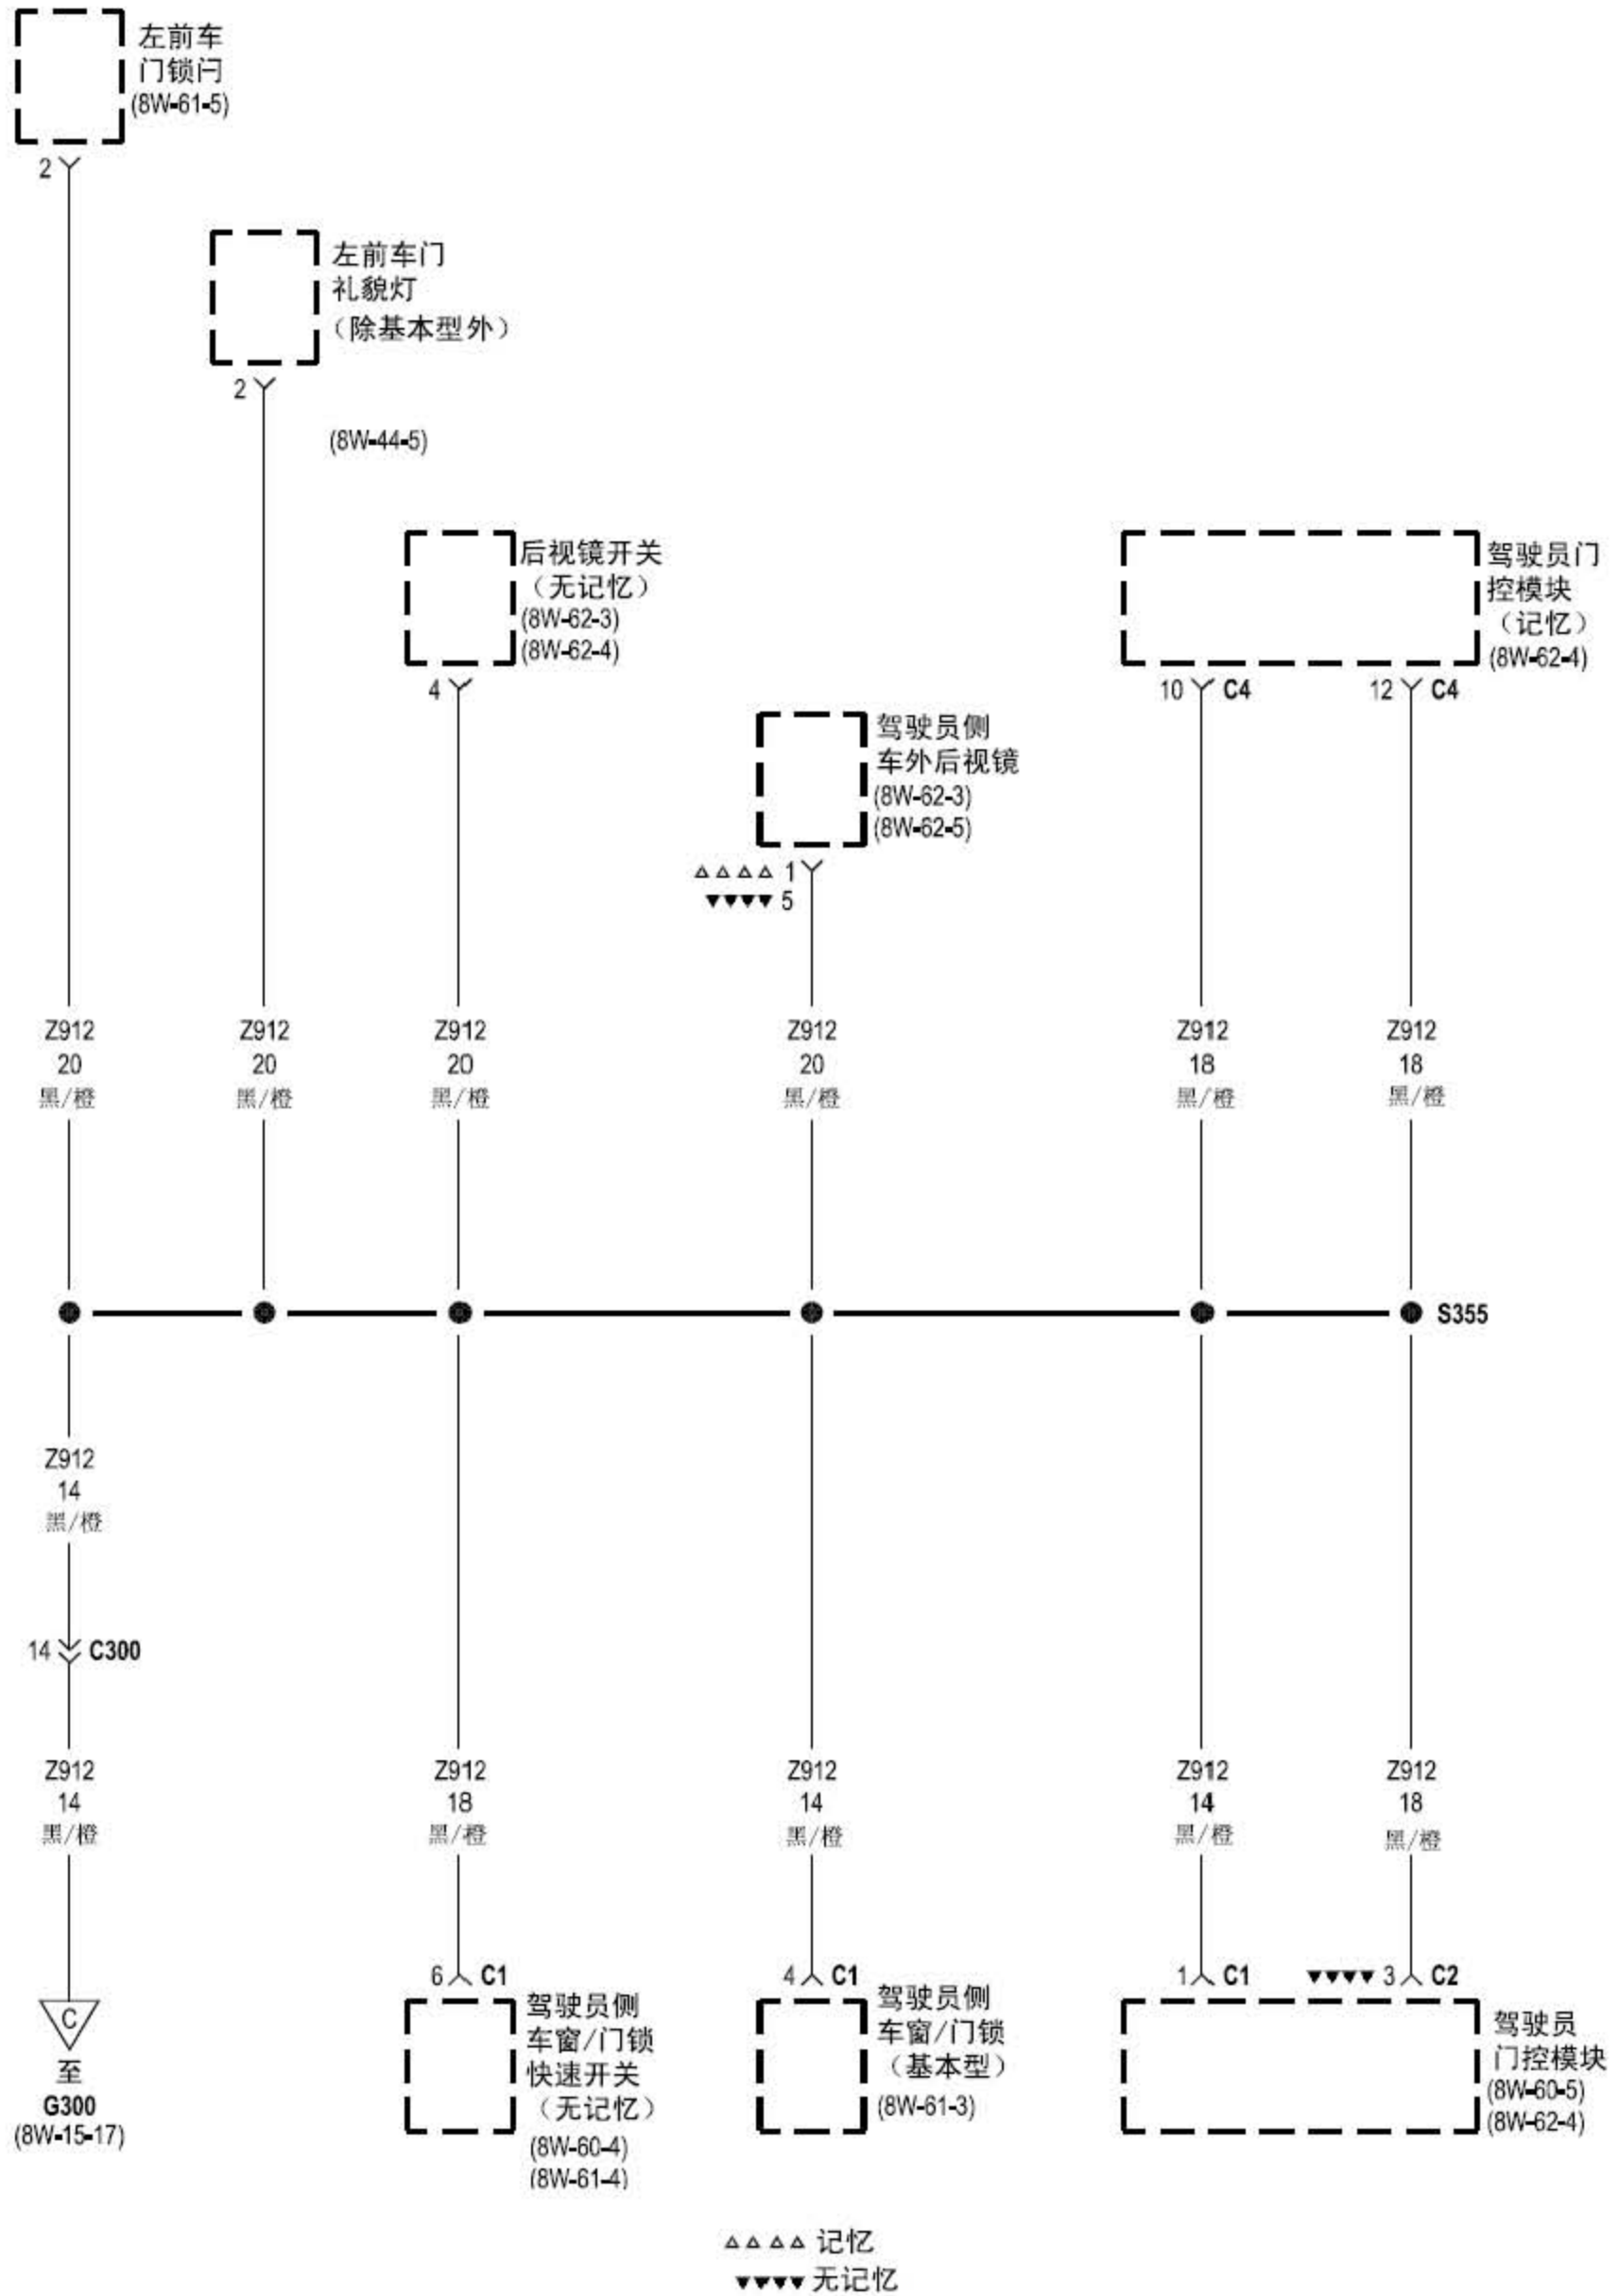 左前车
门锁闩
(8W-61-5)
2
左前车门
礼貌灯
（除基本型外）
2
(8W-44-5)
后视镜开关
（无记忆）
(8W-62-3)
(8W-62-4)
4
驾驶员门
控模块
（记忆）
(8W-62-4)
10 C4
12 C4
驾驶员侧
车外后视镜
(8W-62-3)
(8W-62-5)
1
5
Z912
20
黑/橙
Z912
20
黑/橙
Z912
20
黑/橙
Z912
20
黑/橙
Z912
18
黑/橙
Z912
18
黑/橙
S355
Z912
14
黑/橙
14 C300
Z912
14
黑/橙
Z912
18
黑/橙
Z912
14
黑/橙
Z912
14
黑/橙
Z912
18
黑/橙
C
至
G300
(8W-15-17)
6 C1
驾驶员侧
车窗/门锁
快速开关
（无记忆）
(8W-60-4)
(8W-61-4)
4 C1
驾驶员侧
车窗/门锁
（基本型）
(8W-61-3)
1 C1
3 C2
驾驶员
门控模块
(8W-60-5)
(8W-62-4)
记忆
无记忆